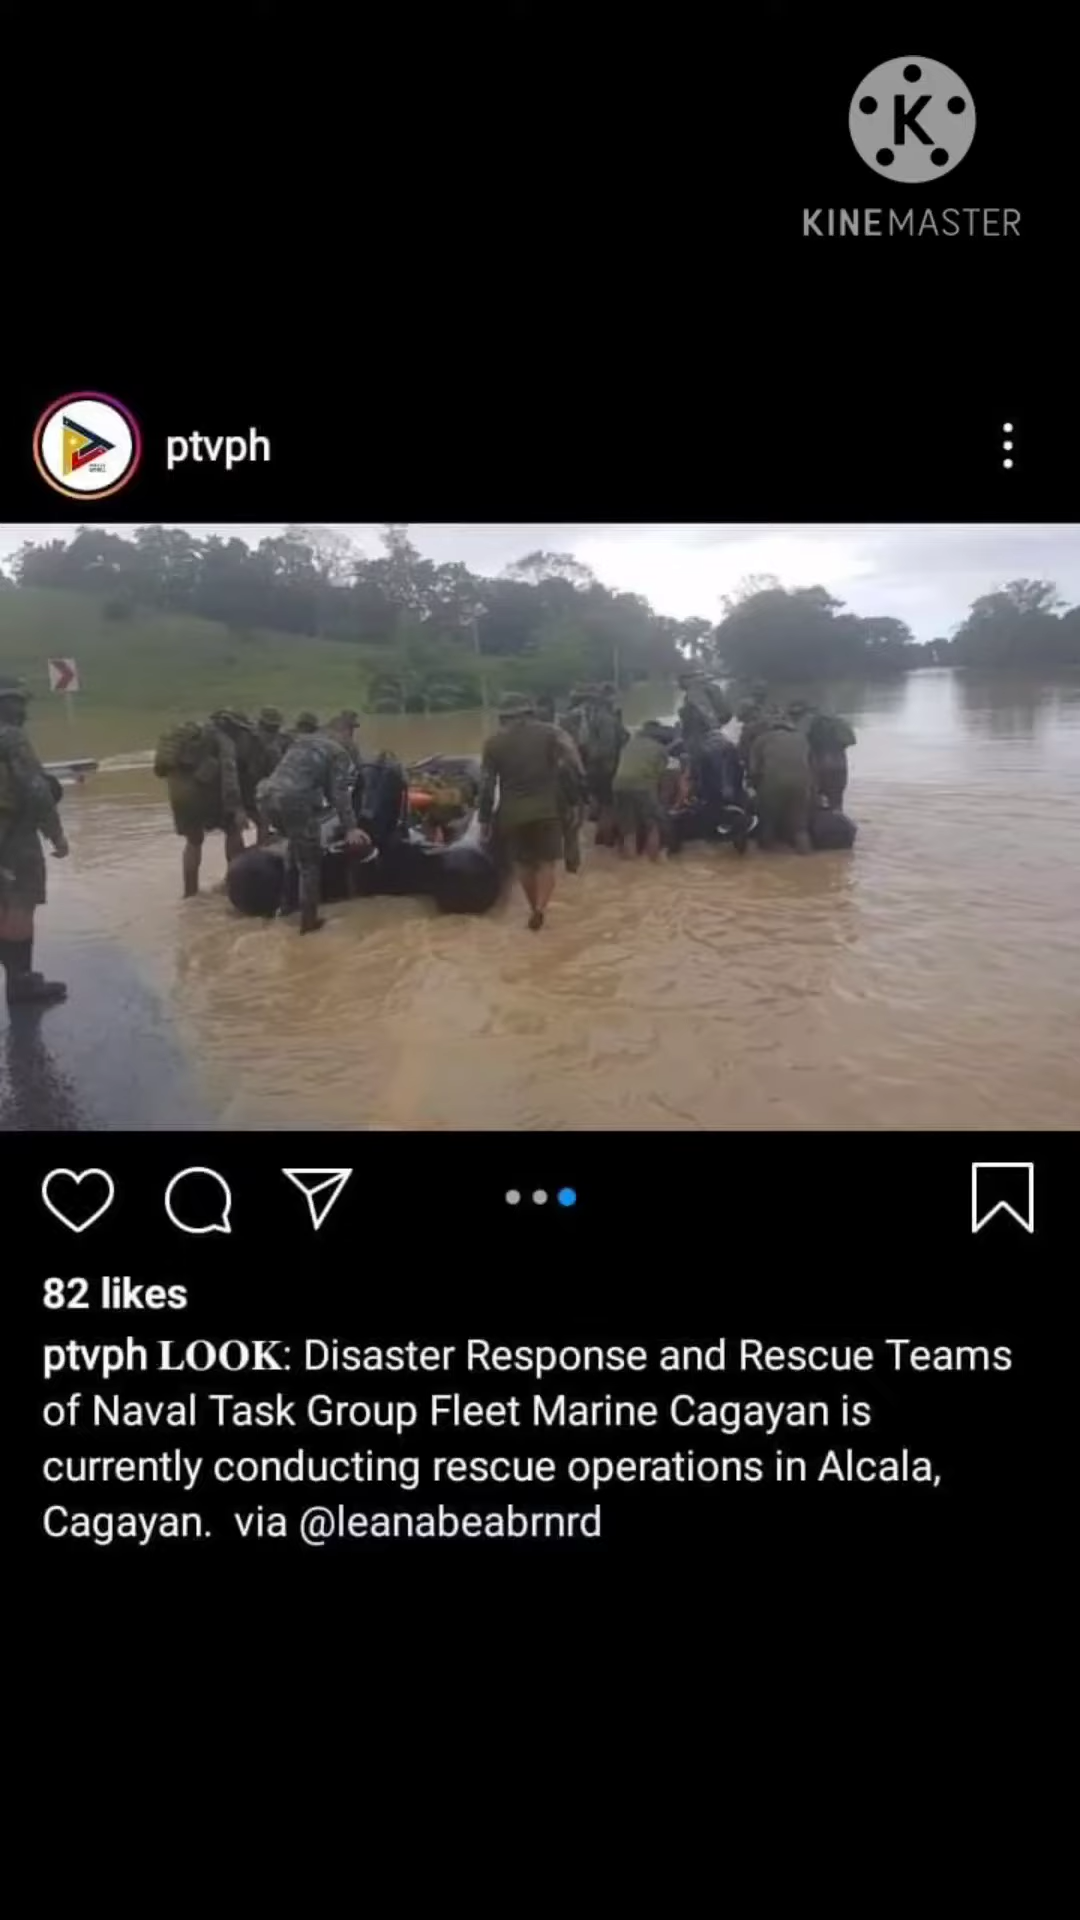 K
KINEMASTER
ptvph
82 likes
ptvph LOOK: Disaster Response and Rescue Teams
of Naval Task Group Fleet Marine Cagayan is
currently conducting rescue operations in Alcala,
Cagayan.  via @leanabeabrnrd